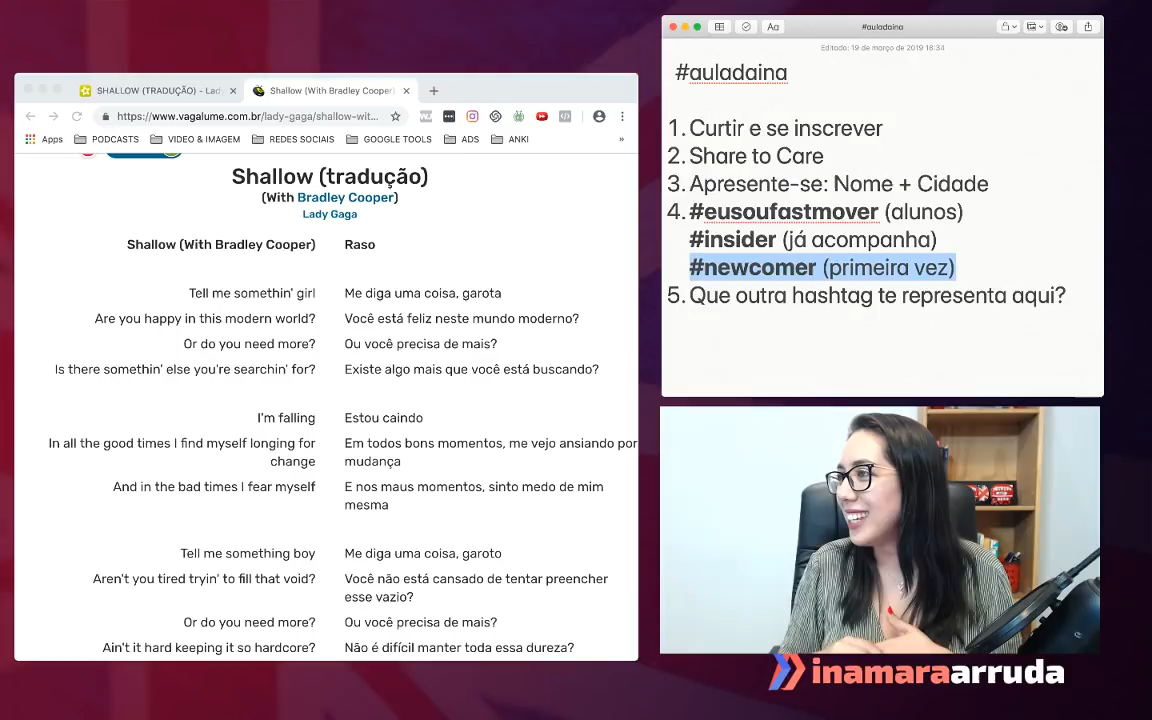 SHALLOW (TRADUÇÃO) - Lad
Shallow (With Bradley Cooper)
https://www.vagalume.com.br/lady-gaga/shallow-wit...
Apps PODCASTS VIDEO & IMAGEM REDES SOCIAIS GOOGLE TOOLS ADS ANKI »
Shallow (tradução)
(With Bradley Cooper)
Lady Gaga
Shallow (With Bradley Cooper) Raso
Tell me somethin' girl Me diga uma coisa, garota
Are you happy in this modern world? Você está feliz neste mundo moderno?
Or do you need more? Ou você precisa de mais?
Is there somethin' else you're searchin' for? Existe algo mais que você está buscando?
I'm falling Estou caindo
In all the good times I find myself longing for Em todos bons momentos, me vejo ansiando por
change mudança
And in the bad times I fear myself E nos maus momentos, sinto medo de mim
mesma
Tell me something boy Me diga uma coisa, garoto
Aren't you tired tryin' to fill that void? Você não está cansado de tentar preencher
esse vazio?
Or do you need more? Ou você precisa de mais?
Ain't it hard keeping it so hardcore? Não é difícil manter toda essa dureza?
Aa #auladaina
Editado: 19 de março de 2019 18:34
#auladaina
1. Curtir e se inscrever
2. Share to Care
3. Apresente-se: Nome + Cidade
4. #eusoufastmover (alunos)
#insider (já acompanha)
#newcomer (primeira vez)
5. Que outra hashtag te representa aqui?
inamaraarruda